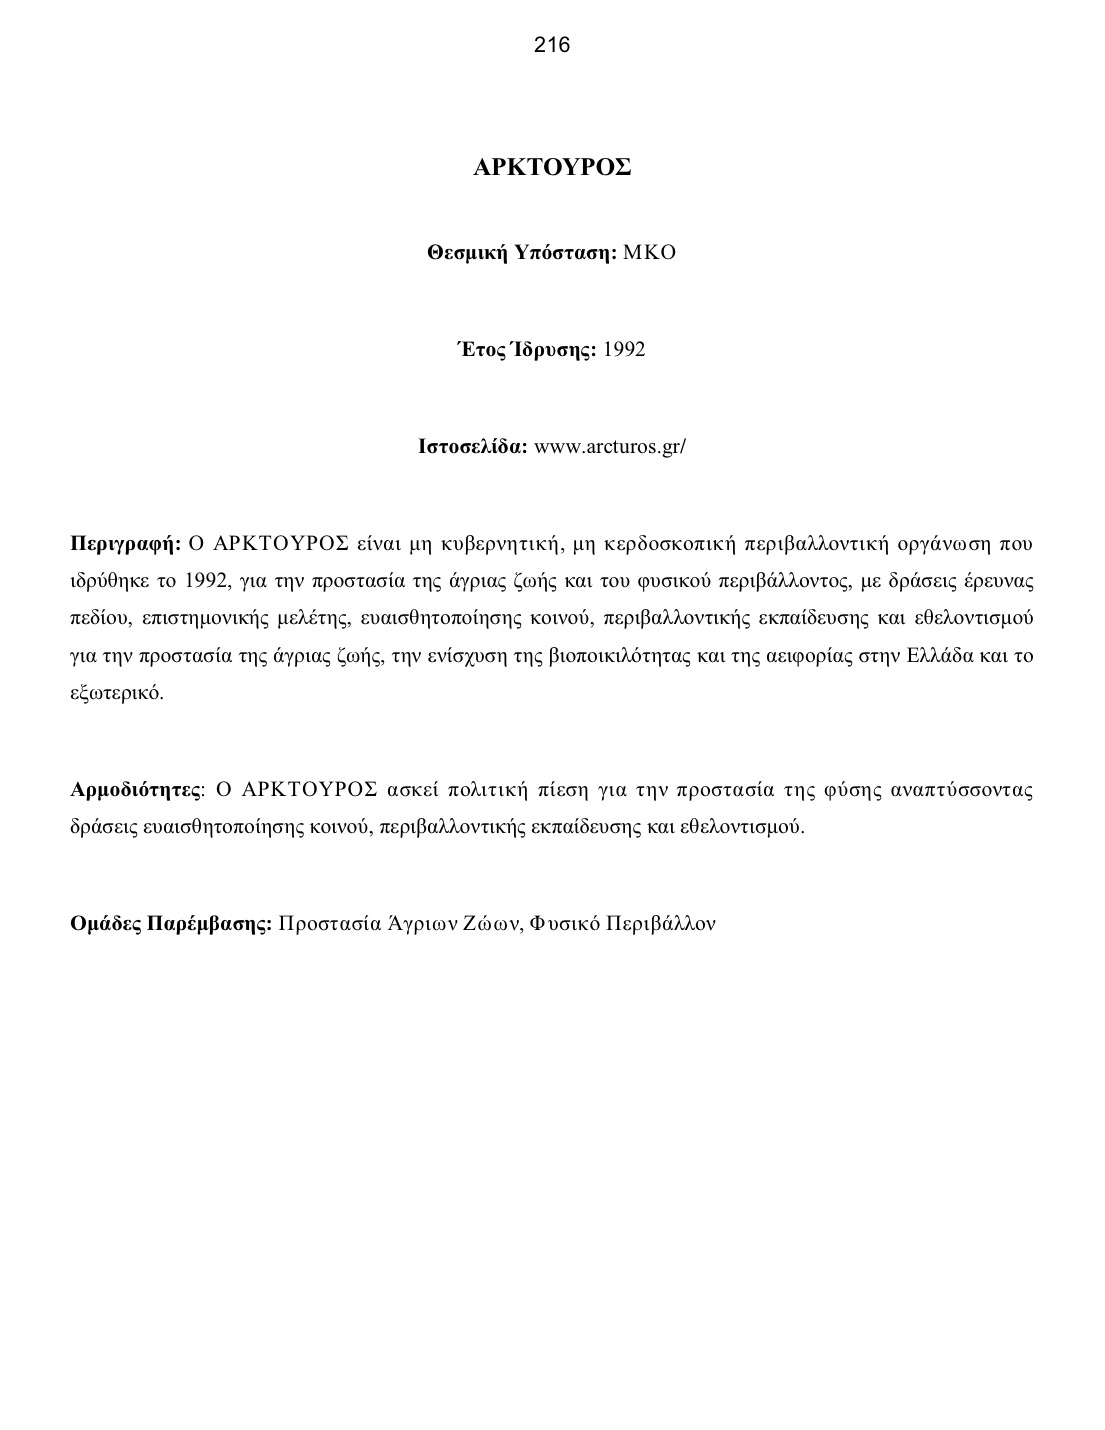 216
ΑΡΚΤΟΥΡΟΣ
Θεσμική Υπόσταση: ΜΚΟ
Έτος Ίδρυσης: 1992
Ιστοσελίδα: www.arcturos.gr/
Περιγραφή: Ο ΑΡΚΤΟΥΡΟΣ είναι μη κυβερνητική, μη κερδοσκοπική περιβαλλοντική οργάνωση που
ιδρύθηκε το 1992, για την προστασία της άγριας ζωής και του φυσικού περιβάλλοντος, με δράσεις έρευνας
πεδίου, επιστημονικής μελέτης, ευαισθητοποίησης κοινού, περιβαλλοντικής εκπαίδευσης και εθελοντισμού
για την προστασία της άγριας ζωής, την ενίσχυση της βιοποικιλότητας και της αειφορίας στην Ελλάδα και το
εξωτερικό.
Αρμοδιότητες: Ο ΑΡΚΤΟΥΡΟΣ ασκεί πολιτική πίεση για την προστασία της φύσης αναπτύσσοντας
δράσεις ευαισθητοποίησης κοινού, περιβαλλοντικής εκπαίδευσης και εθελοντισμού.
Ομάδες Παρέμβασης: Προστασία Άγριων Ζώων, Φυσικό Περιβάλλον